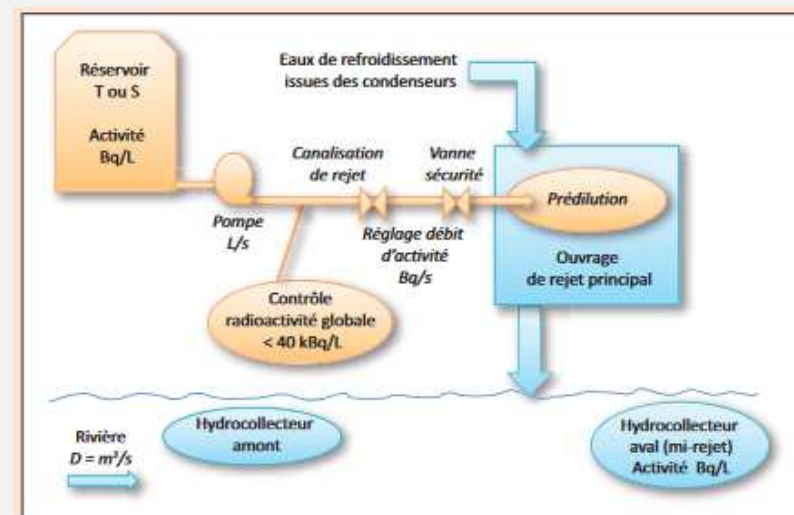 Réservoir
T ou S
Activité
Bq/L
Eaux de refroidissement
issues des condenseurs
Canalisation
de rejet
Vanne
sécurité
Prédilution
Pompe
L/s
Réglage débit
d'activité
Bq/s
Ouvrage
de rejet principal
Contrôle
radioactivité globale
< 40 kBq/L
Rivière
D = m³/s
Hydrocollecteur
amont
Hydrocollecteur
aval (mi-rejet)
Activité Bq/L